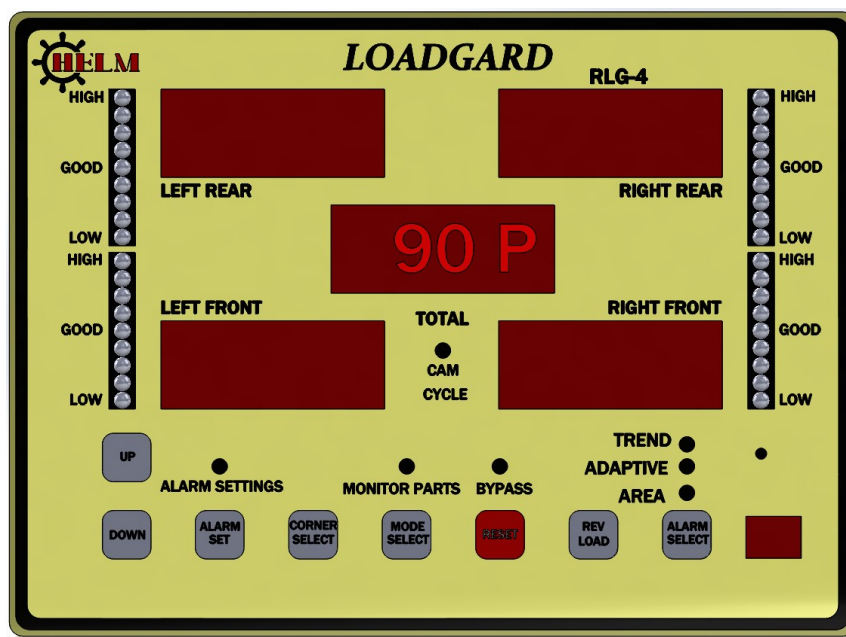 HELM
LOADGARD
RLG-4
HIGH
HIGH
GOOD
GOOD
LEFT REAR
RIGHT REAR
LOW
LOW
90 P
HIGH
HIGH
LEFT FRONT
RIGHT FRONT
TOTAL
GOOD
GOOD
CAM
CYCLE
LOW
LOW
UP
TREND
ADAPTIVE
ALARM SETTINGS
MONITOR PARTS
BYPASS
AREA
DOWN
ALARM
SET
CORNER
SELECT
MODE
SELECT
RESET
REV
LOAD
ALARM
SELECT